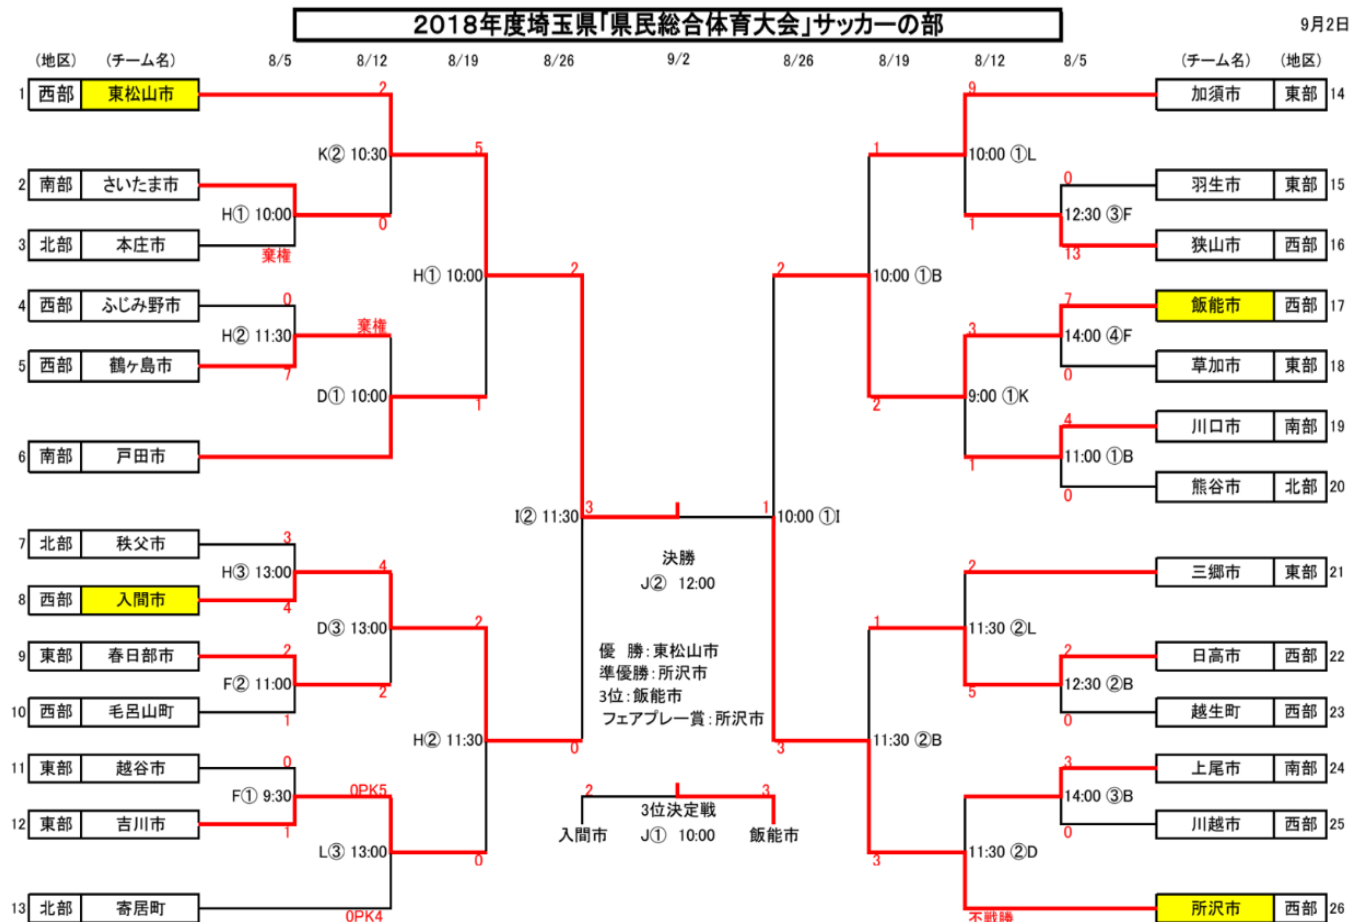 2018年度埼玉県「県民総合体育大会」サッカーの部
9月2日
(地区) (チーム名) 8/5 8/12 8/19 8/26 9/2 8/26 8/19 8/12 8/5 (チーム名) (地区)
1 西部 東松山市 2 9 加須市 東部 14
K② 10:30 5 1 10:00 ①L
2 南部 さいたま市 0 羽生市 東部 15
H① 10:00 0 1 12:30 ③F
3 北部 本庄市 棄権 13 狭山市 西部 16
H① 10:00 2 2 10:00 ①B
4 西部 ふじみ野市 0 7 飯能市 西部 17
H② 11:30 棄権 3 14:00 ④F
5 西部 鶴ヶ島市 7 0 草加市 東部 18
D① 10:00 1 2 9:00 ①K
4 川口市 南部 19
6 南部 戸田市 1 11:00 ①B
0 熊谷市 北部 20
I② 11:30 3 1 10:00 ①I
7 北部 秩父市 3
決勝
H③ 13:00 4 2 三郷市 東部 21
J② 12:00
8 西部 入間市 4
D③ 13:00 2 1 11:30 ②L
9 東部 春日部市 2 2 日高市 西部 22
優 勝:東松山市
準優勝:所沢市
F② 11:00 2 5 12:30 ②B
3位:飯能市
10 西部 毛呂山町 1 0 越生町 西部 23
フェアプレー賞:所沢市
H② 11:30 0 3 11:30 ②B
11 東部 越谷市 0 3 上尾市 南部 24
F① 9:30 0PK5 2 3 14:00 ③B
3位決定戦
12 東部 吉川市 1 0 川越市 西部 25
入間市 J① 10:00 飯能市
L③ 13:00 0 3 11:30 ②D
13 北部 寄居町 0PK4 不戦勝 所沢市 西部 26